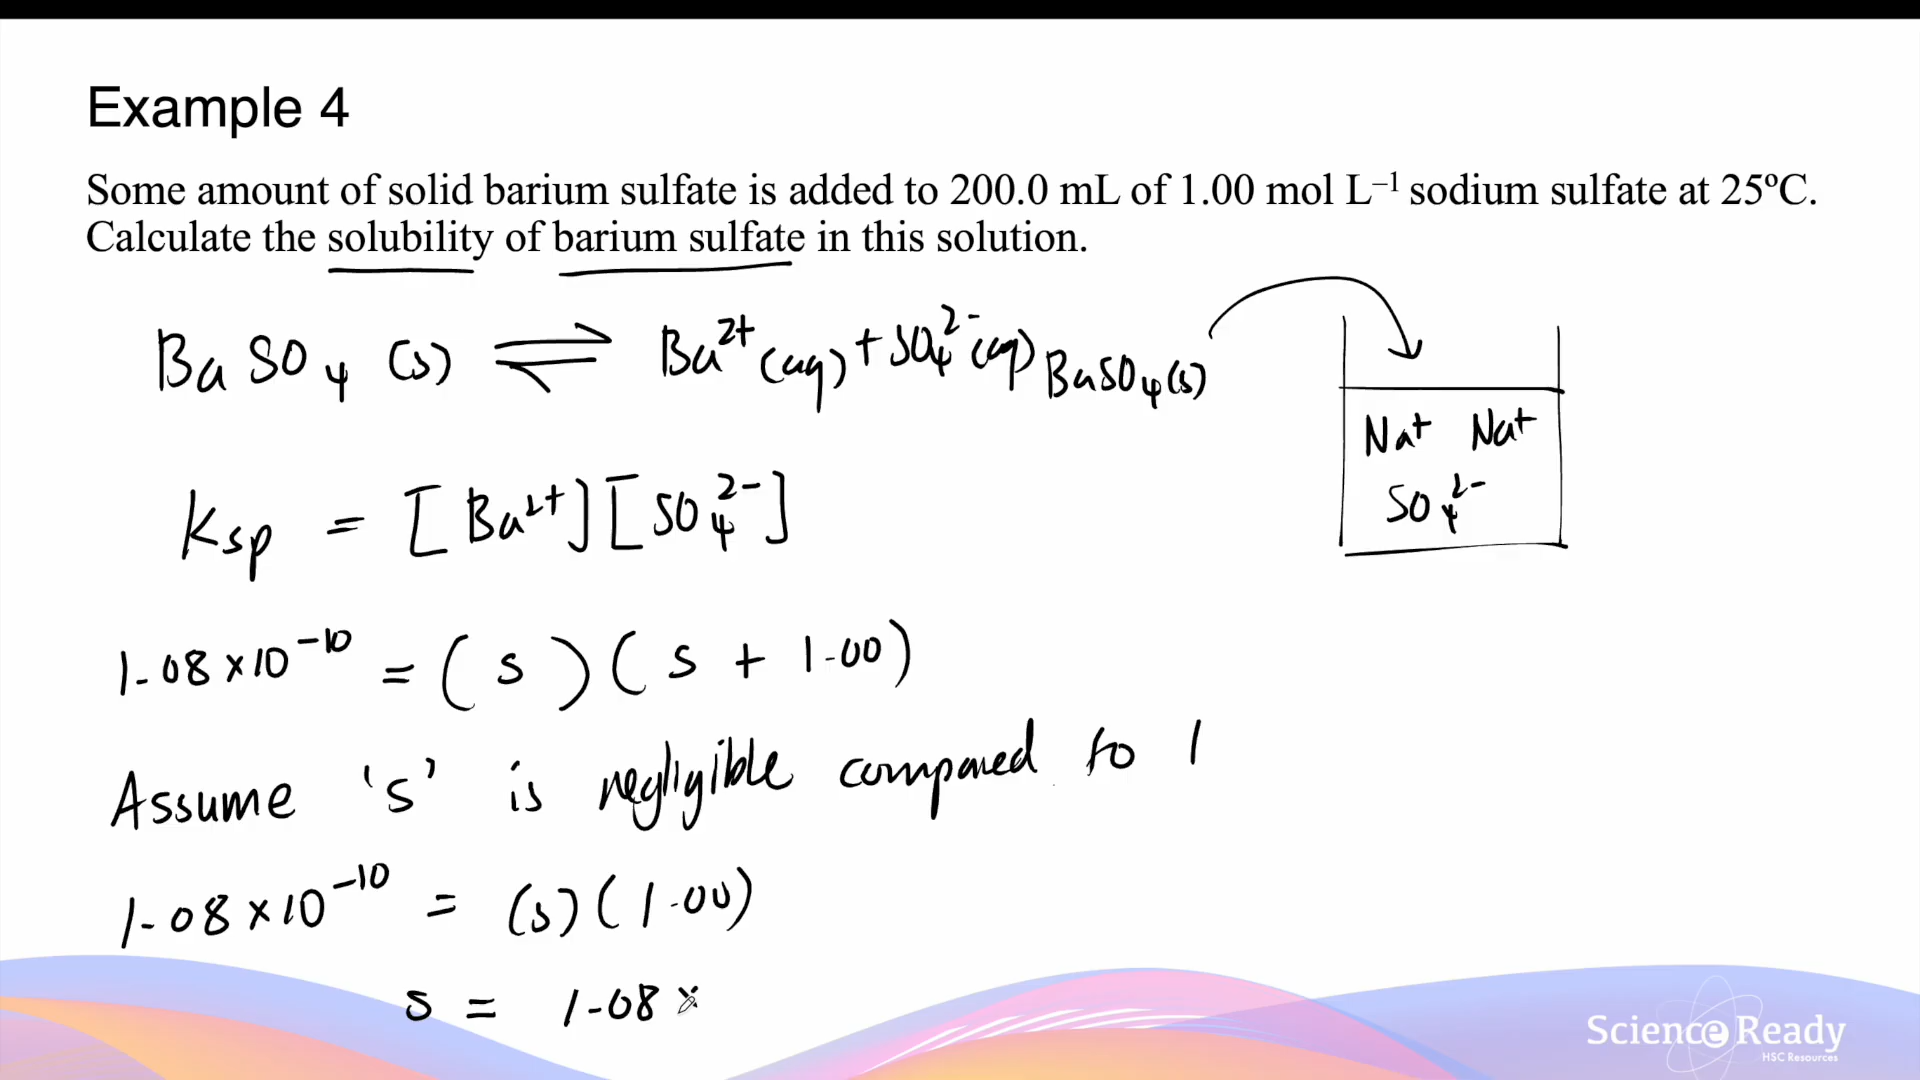 Example 4
Some amount of solid barium sulfate is added to 200.0 mL of 1.00 mol L⁻¹ sodium sulfate at 25ºC.
Calculate the solubility of barium sulfate in this solution.
BaSO₄ (s) ⇌ Ba²⁺ (aq) + SO₄²⁻ (aq)
BaSO₄(s)
Na⁺ Na⁺
SO₄²⁻
Ksp = [Ba²⁺][SO₄²⁻]
1.08×10⁻¹⁰ = (s)(s + 1.00)
Assume 's' is negligible compared to 1
1.08×10⁻¹⁰ = (s)(1.00)
s = 1.08 ×
Science Ready
HSC Resources